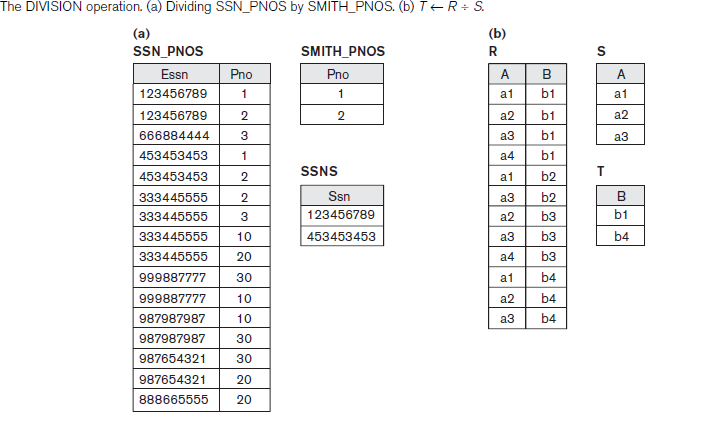 The DIVISION operation. (a) Dividing SSN_PNOS by SMITH_PNOS. (b) T ← R ÷ S.
(a)
SSN_PNOS
Essn Pno
123456789 1
123456789 2
666884444 3
453453453 1
453453453 2
333445555 2
333445555 3
333445555 10
333445555 20
999887777 30
999887777 10
987987987 10
987987987 30
987654321 30
987654321 20
888665555 20
SMITH_PNOS
Pno
1
2
SSNS
Ssn
123456789
453453453
(b)
R
A B
a1 b1
a2 b1
a3 b1
a4 b1
a1 b2
a3 b2
a2 b3
a3 b3
a4 b3
a1 b4
a2 b4
a3 b4
S
A
a1
a2
a3
T
B
b1
b4